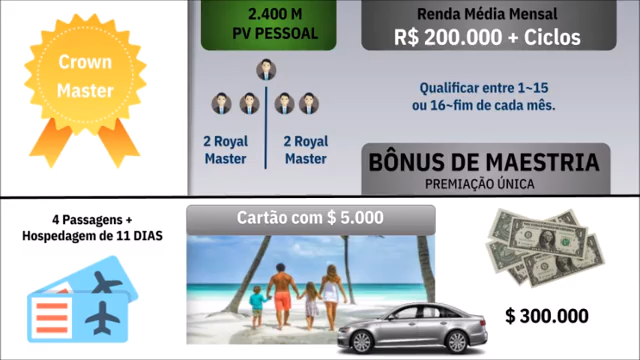 Crown
Master
2.400 M
PV PESSOAL
2 Royal
Master
2 Royal
Master
Renda Média Mensal
R$ 200.000 + Ciclos
Qualificar entre 1~15
ou 16~fim de cada mês.
BÔNUS DE MAESTRIA
PREMIAÇÃO ÚNICA
4 Passagens +
Hospedagem de 11 DIAS
Cartão com $ 5.000
$ 300.000